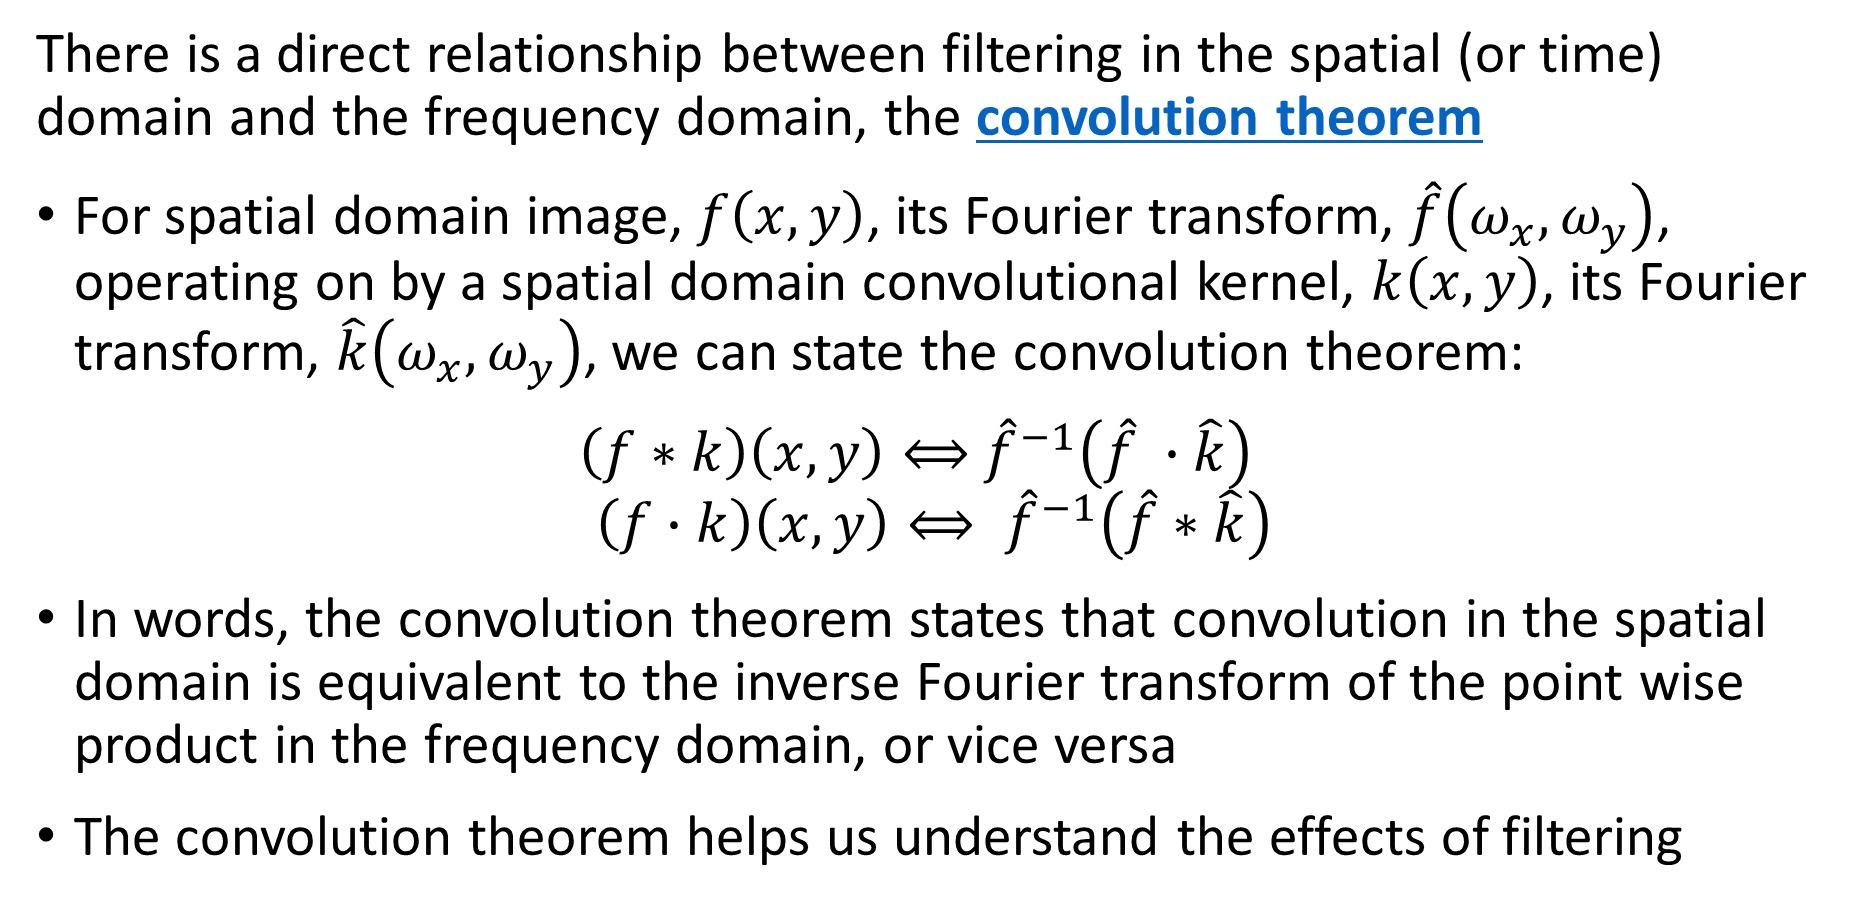 There is a direct relationship between filtering in the spatial (or time)
domain and the frequency domain, the convolution theorem
• For spatial domain image, f(x, y), its Fourier transform, f̂(ωₓ, ω_y),
operating on by a spatial domain convolutional kernel, k(x, y), its Fourier
transform, k̂(ωₓ, ω_y), we can state the convolution theorem:
(f ∗ k)(x, y) ⟺ f̂⁻¹(f̂ · k̂)
(f · k)(x, y) ⟺ f̂⁻¹(f̂ ∗ k̂)
• In words, the convolution theorem states that convolution in the spatial
domain is equivalent to the inverse Fourier transform of the point wise
product in the frequency domain, or vice versa
• The convolution theorem helps us understand the effects of filtering